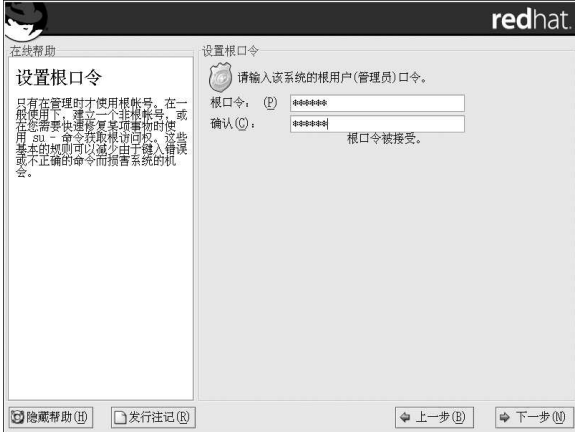 redhat.
在线帮助
设置根口令
只有在管理时才使用根帐号。在一
般使用下，建立一个非根帐号，或
在您需要快速修复某项事物时使
用 su - 命令获取根访问权。这些
基本的规则可以减少由于键入错误
或不正确的命令而损害系统的机
会。
设置根口令
请输入该系统的根用户(管理员)口令。
根口令： (P) ******
确认(C)： ******
根口令被接受。
隐藏帮助(H)
发行注记(R)
上一步(B)
下一步(N)